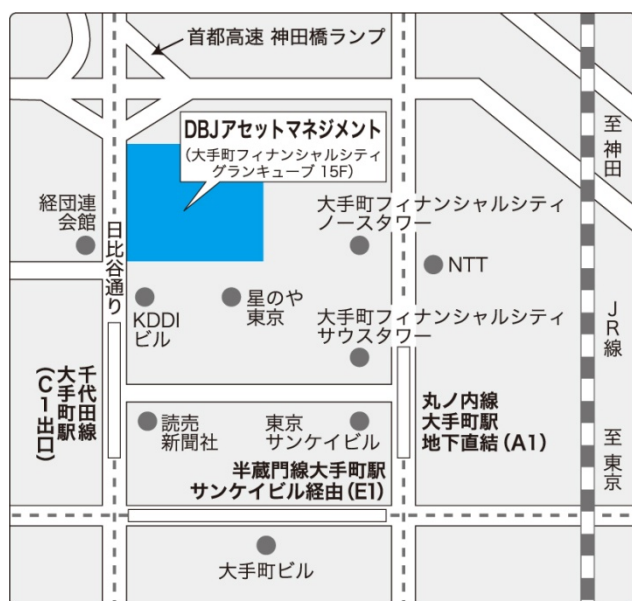 首都高速 神田橋ランプ
DBJアセットマネジメント
(大手町フィナンシャルシティ
グランキューブ 15F)
至神田
経団連
会館
日比谷通り
大手町フィナンシャルシティ
ノースタワー
NTT
KDDI
ビル
星のや
東京
大手町フィナンシャルシティ
サウスタワー
JR線
千代田線
大手町駅
(C1出口)
読売
新聞社
東京
サンケイビル
丸ノ内線
大手町駅
地下直結(A1)
至東京
半蔵門線大手町駅
サンケイビル経由(E1)
大手町ビル